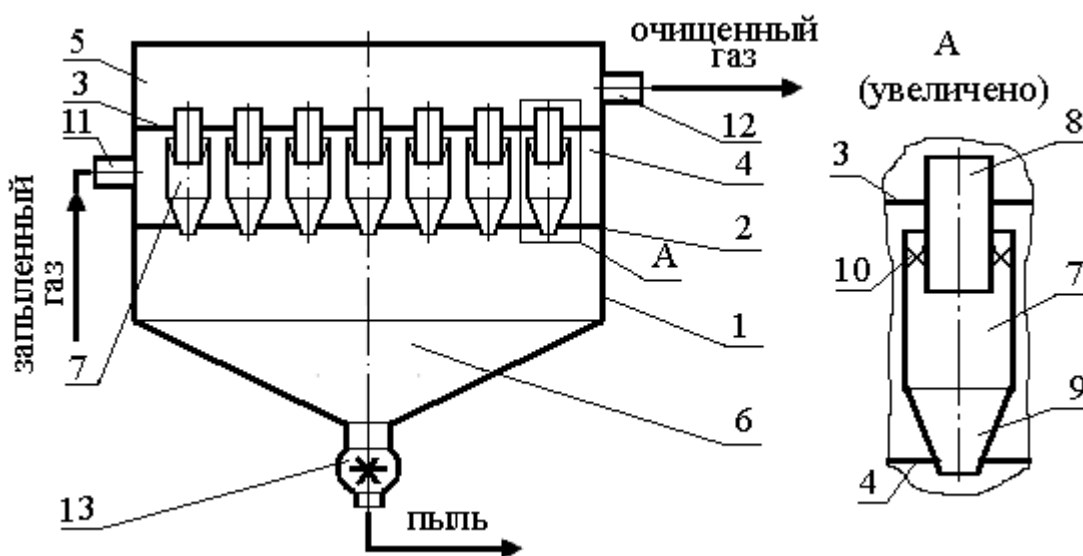 очищенный
газ
А
(увеличено)
5
3
11
12
8
4
3
запыленный
газ
2
А
10
7
7
1
6
9
4
13
пыль